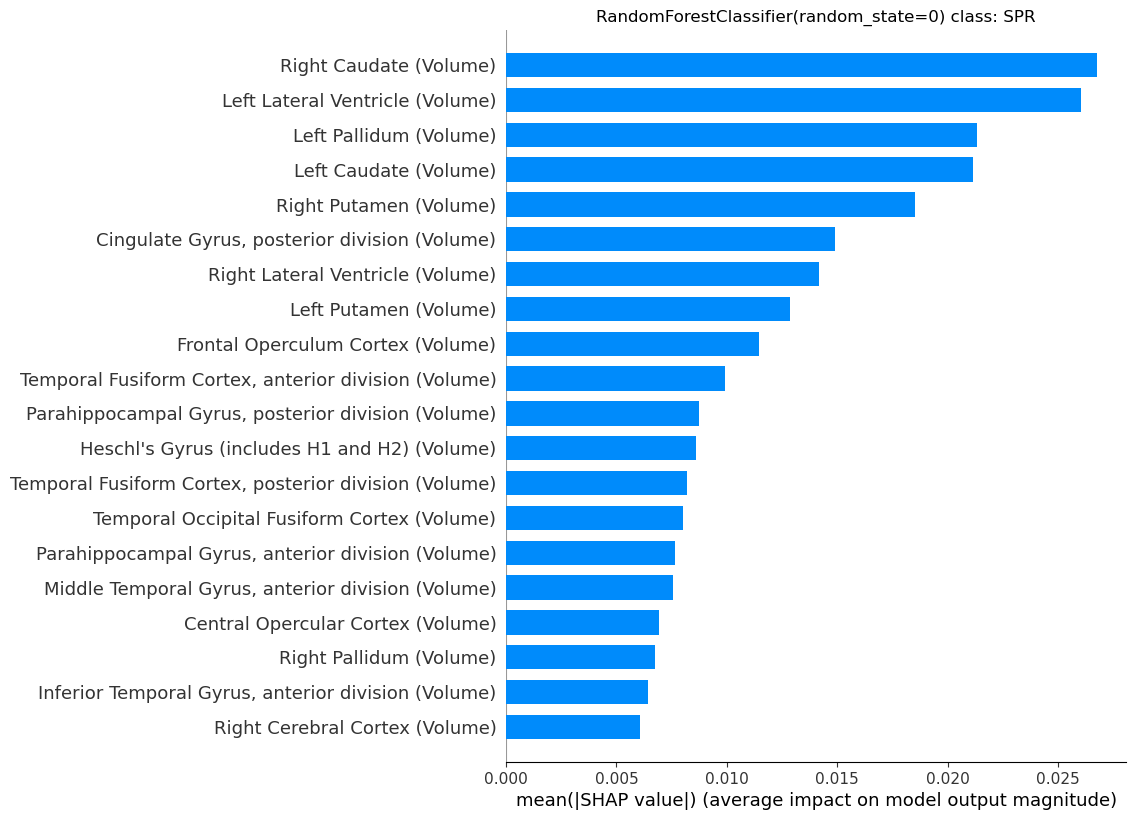 RandomForestClassifier(random_state=0) class: SPR
Right Caudate (Volume)
Left Lateral Ventricle (Volume)
Left Pallidum (Volume)
Left Caudate (Volume)
Right Putamen (Volume)
Cingulate Gyrus, posterior division (Volume)
Right Lateral Ventricle (Volume)
Left Putamen (Volume)
Frontal Operculum Cortex (Volume)
Temporal Fusiform Cortex, anterior division (Volume)
Parahippocampal Gyrus, posterior division (Volume)
Heschl's Gyrus (includes H1 and H2) (Volume)
Temporal Fusiform Cortex, posterior division (Volume)
Temporal Occipital Fusiform Cortex (Volume)
Parahippocampal Gyrus, anterior division (Volume)
Middle Temporal Gyrus, anterior division (Volume)
Central Opercular Cortex (Volume)
Right Pallidum (Volume)
Inferior Temporal Gyrus, anterior division (Volume)
Right Cerebral Cortex (Volume)
0.000 0.005 0.010 0.015 0.020 0.025
mean(|SHAP value|) (average impact on model output magnitude)